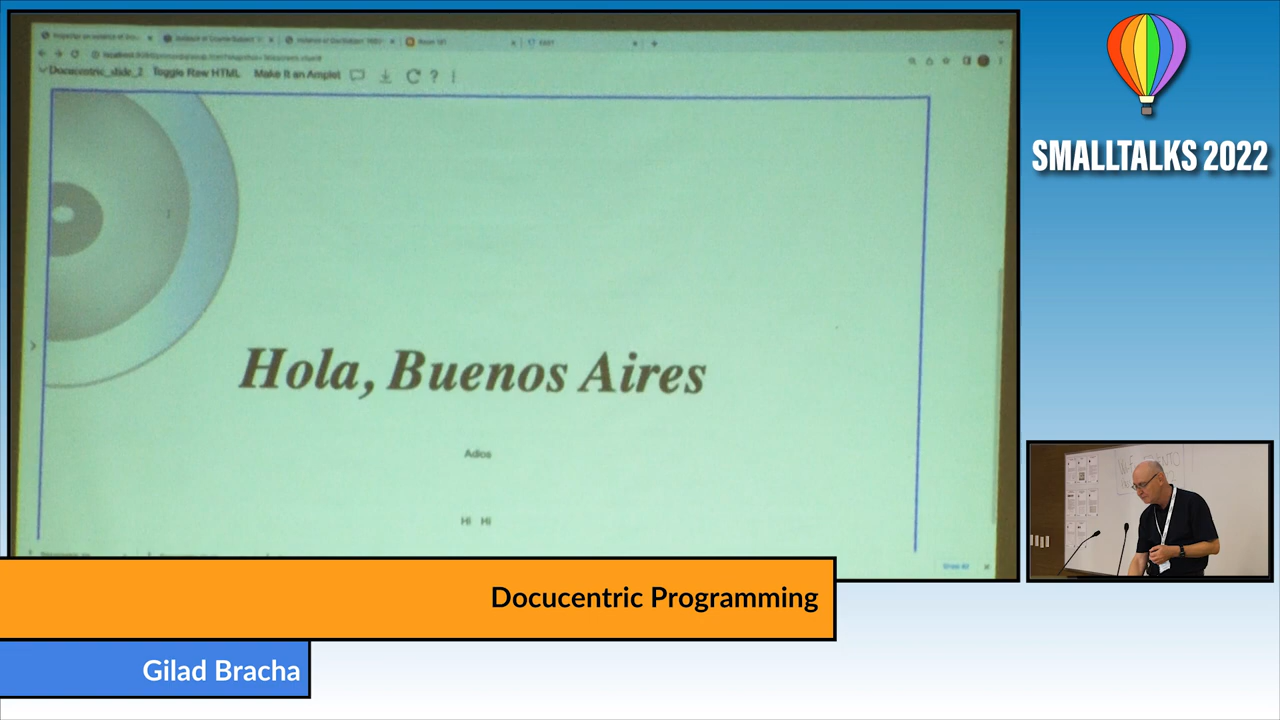 Docucentric_slide_2 Toggle Raw HTML Make It an Amplet ?
Hola, Buenos Aires
Adios
Hi Hi
SMALLTALKS 2022
Docucentric Programming
Gilad Bracha